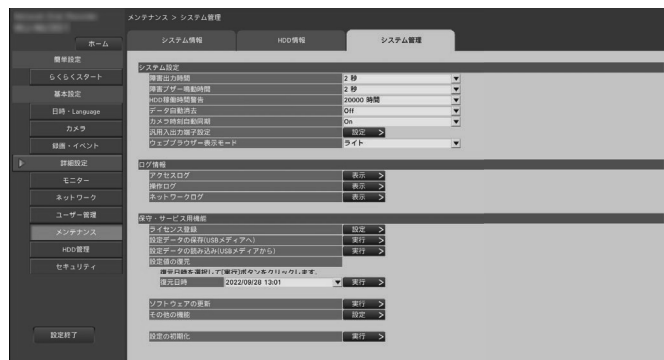 メンテナンス > システム管理
ホーム
システム情報
HDD情報
システム管理
簡単設定
らくらくスタート
基本設定
日時・Language
カメラ
録画・イベント
詳細設定
モニター
ネットワーク
ユーザー管理
メンテナンス
HDD管理
セキュリティ
設定終了
システム設定
障害出力時間 2 秒
障害ブザー鳴動時間 2 秒
HDD稼働時間警告 20000 時間
データ自動消去 Off
カメラ時刻自動同期 On
汎用入出力端子設定 設定 >
ウェブブラウザー表示モード ライト
ログ情報
アクセスログ 表示 >
操作ログ 表示 >
ネットワークログ 表示 >
保守・サービス用機能
ライセンス登録 設定 >
設定データの保存(USBメディアへ) 実行 >
設定データの読み込み(USBメディアから) 実行 >
設定値の復元
復元日時を選択して[実行]ボタンをクリックします。
復元日時 2022/09/28 13:01 実行 >
ソフトウェアの更新 実行 >
その他の機能 設定 >
設定の初期化 実行 >